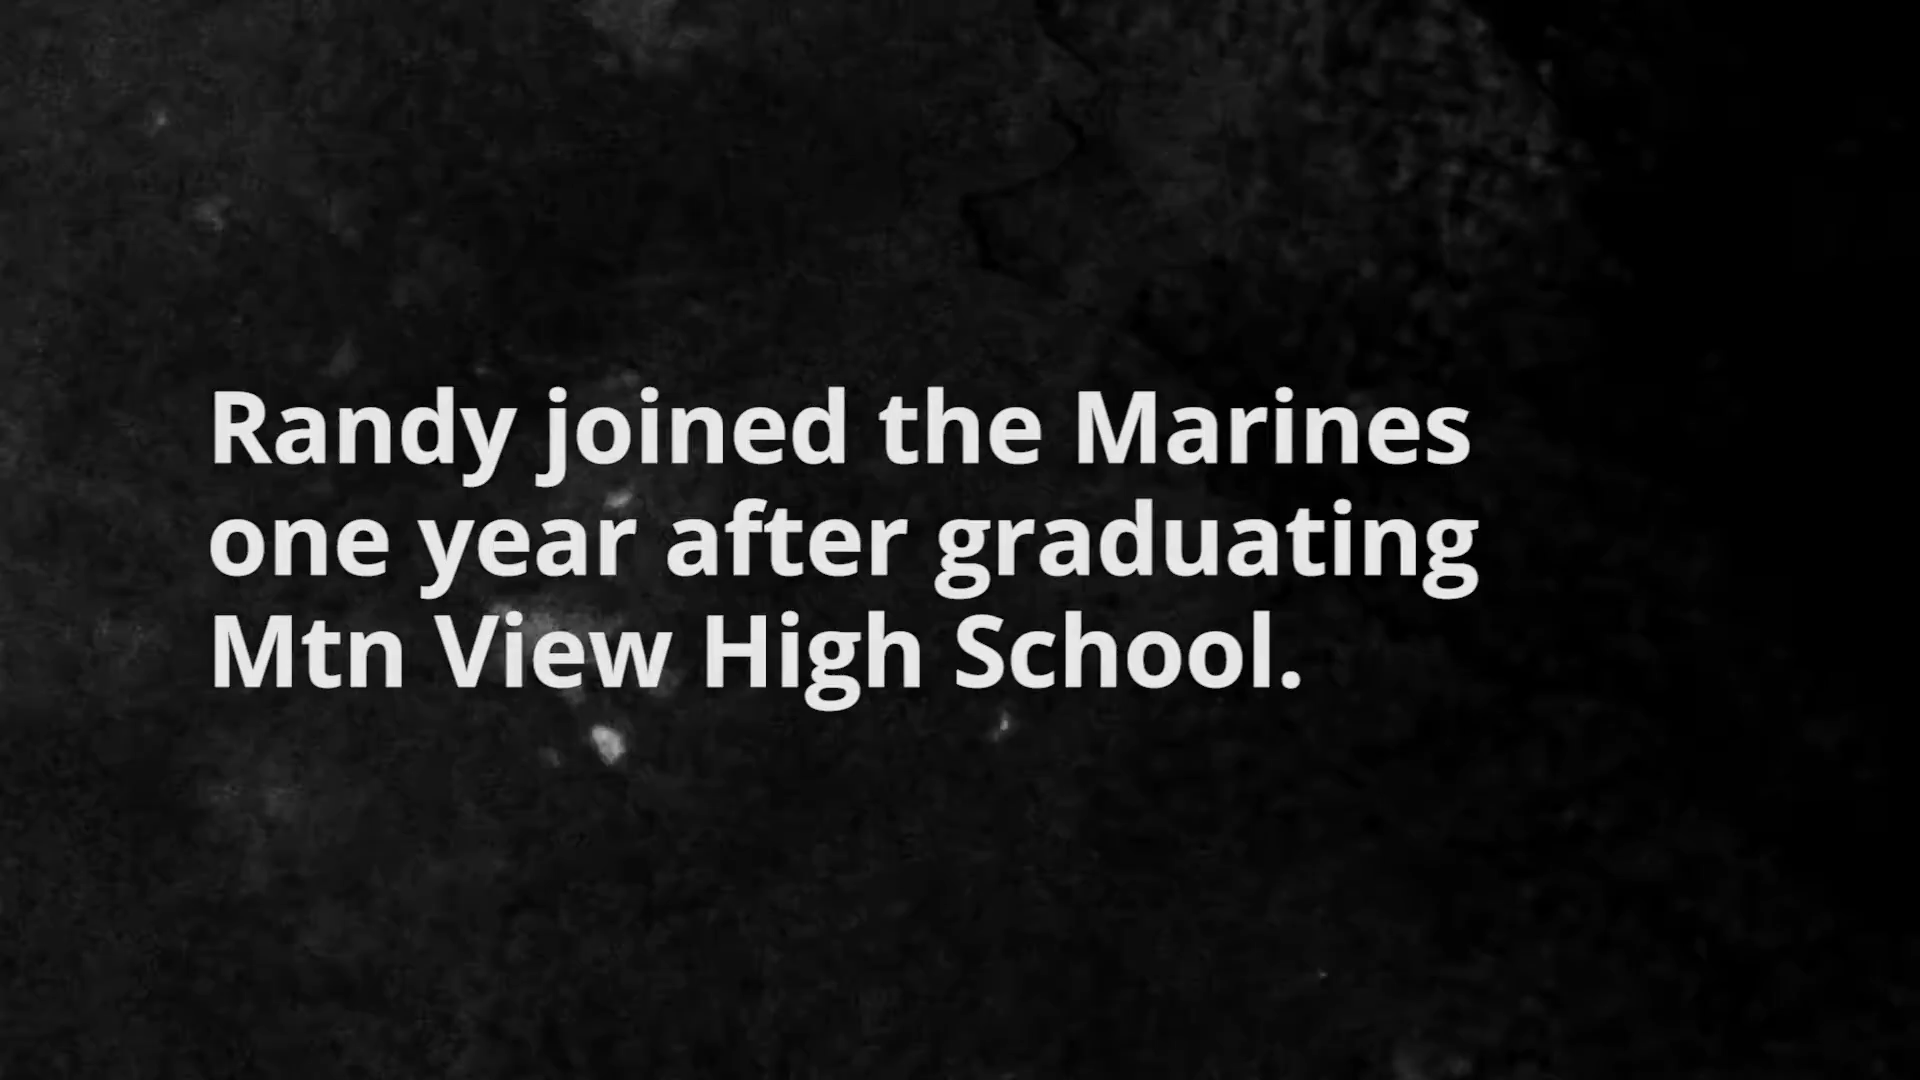 Randy joined the Marines
one year after graduating
Mtn View High School.